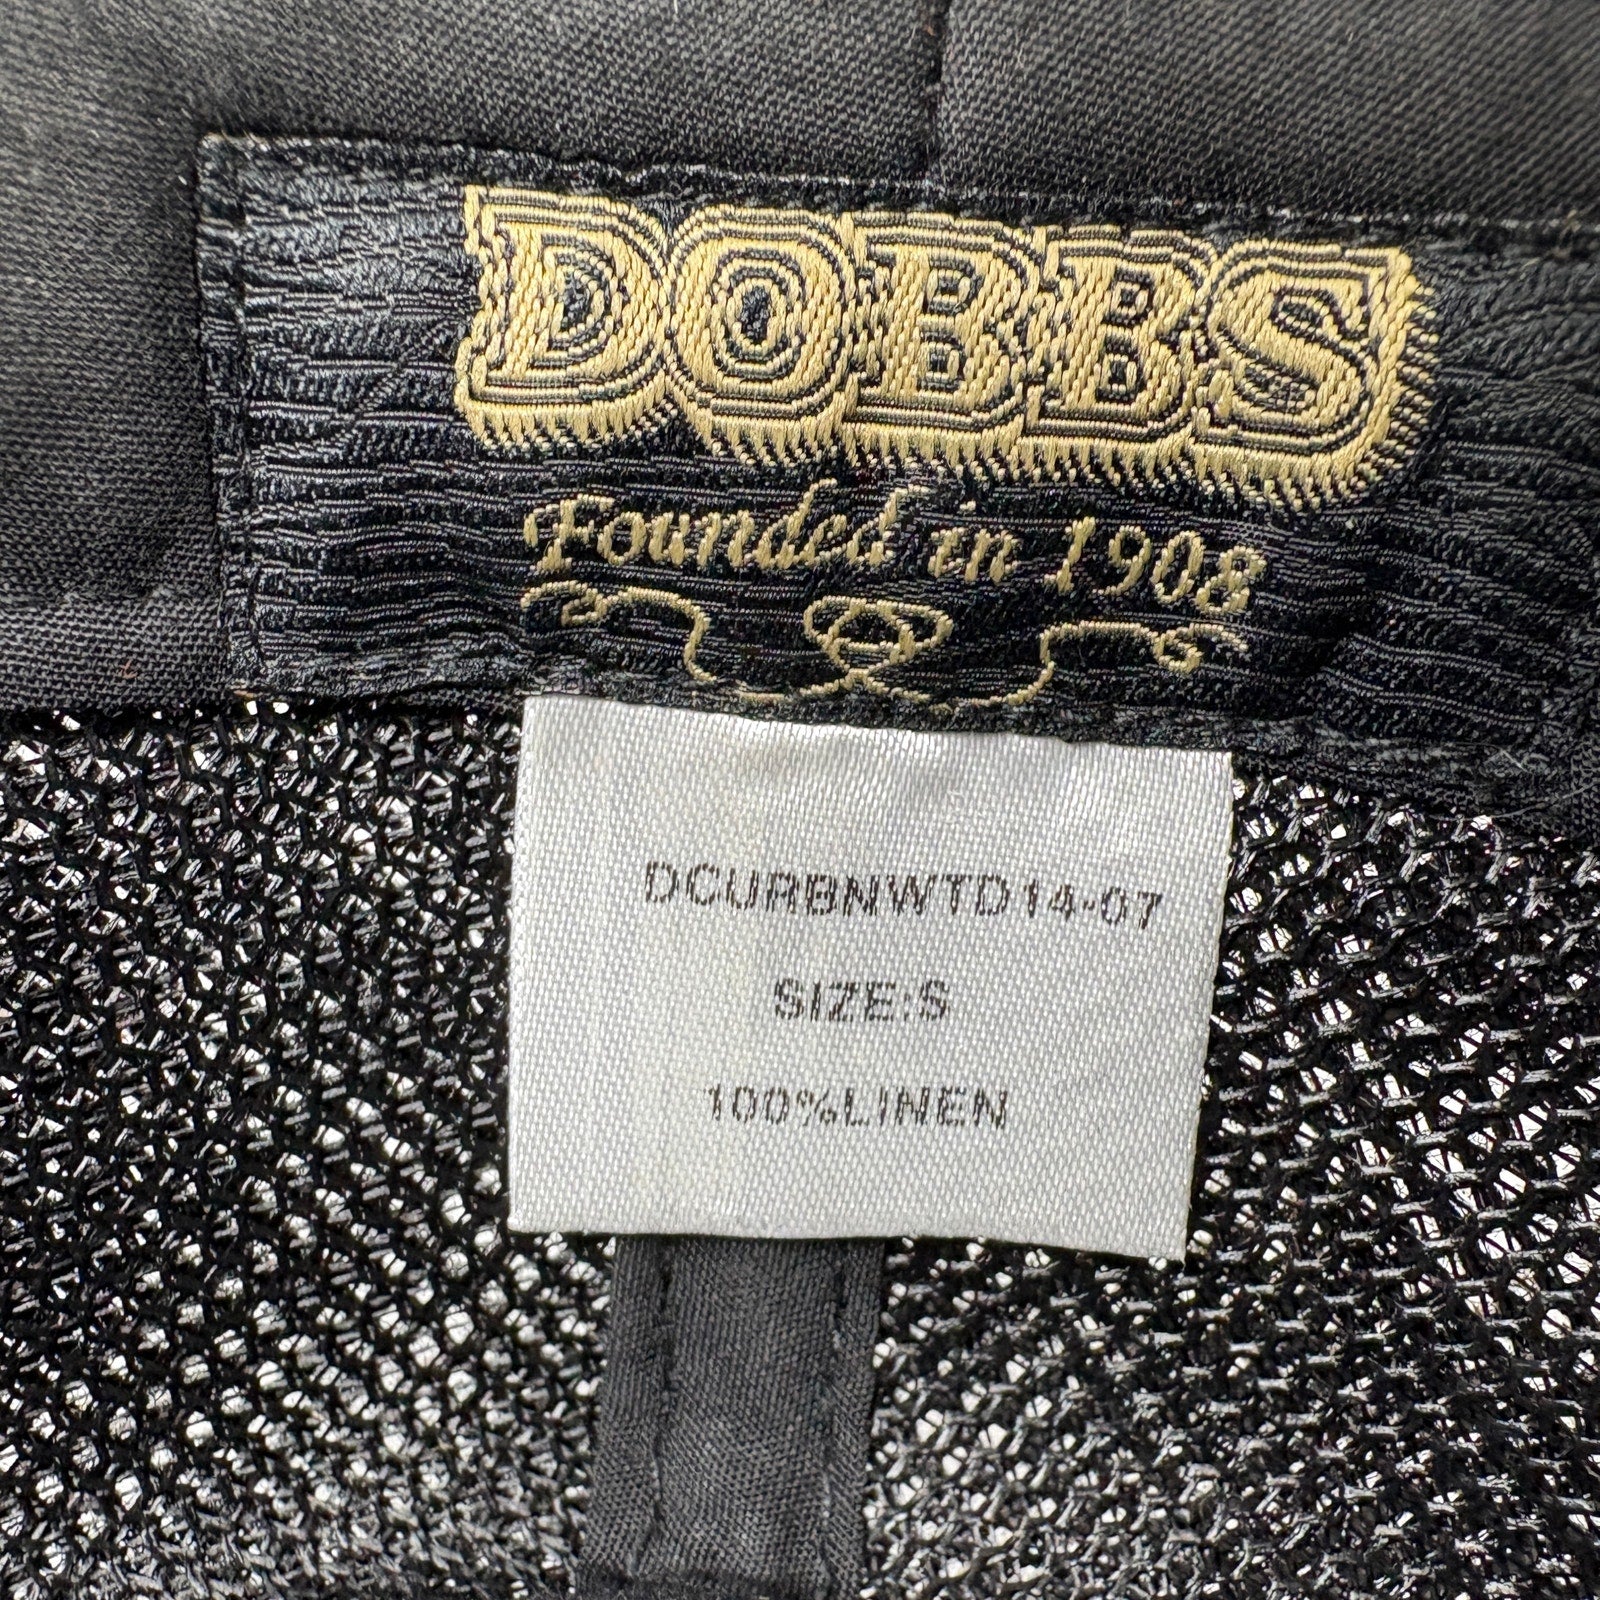 DOBBS
Founded in 1908
DCURBNWTD14-07
SIZE:S
100%LINEN